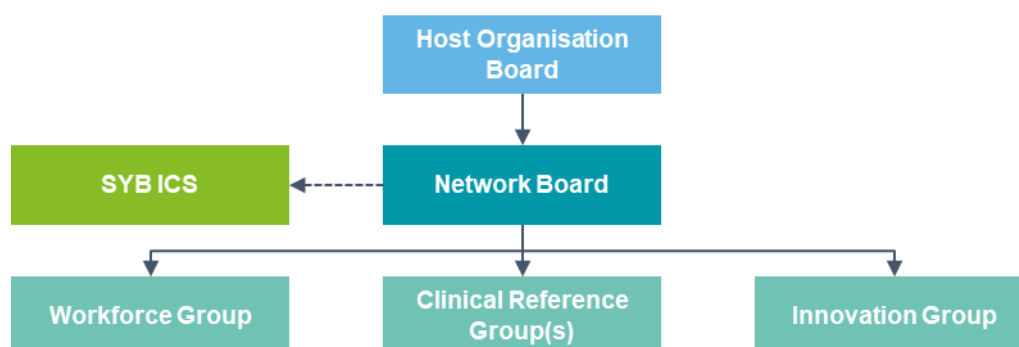 Host Organisation
Board
SYB ICS
Network Board
Workforce Group
Clinical Reference
Group(s)
Innovation Group